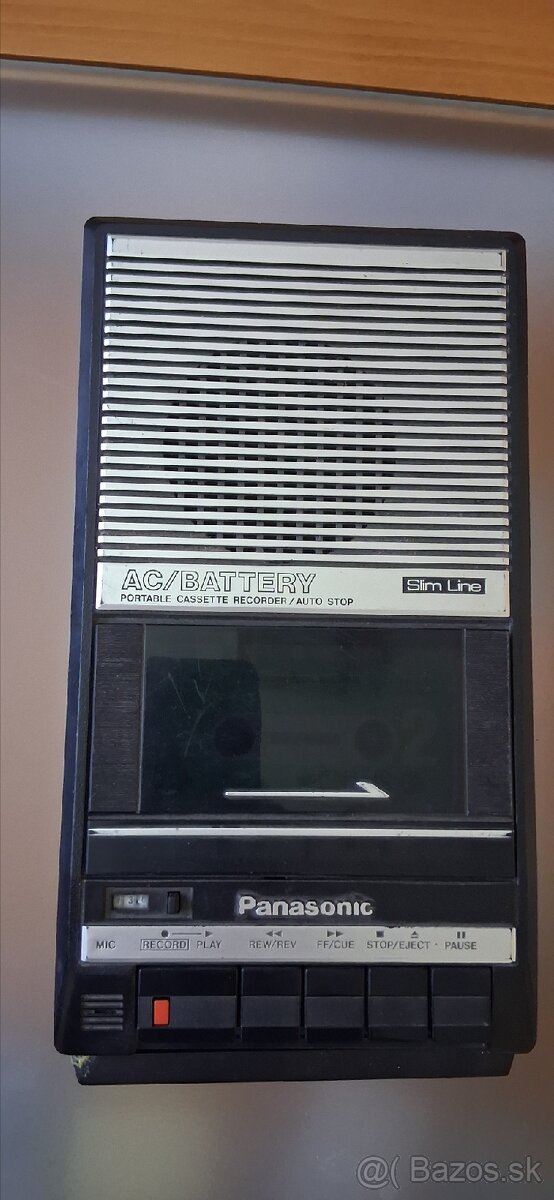 AC/BATTERY
PORTABLE CASSETTE RECORDER/AUTO STOP
Slim Line
Panasonic
MIC RECORD PLAY REW/REV FF/CUE STOP/EJECT • PAUSE
@( Bazos.sk